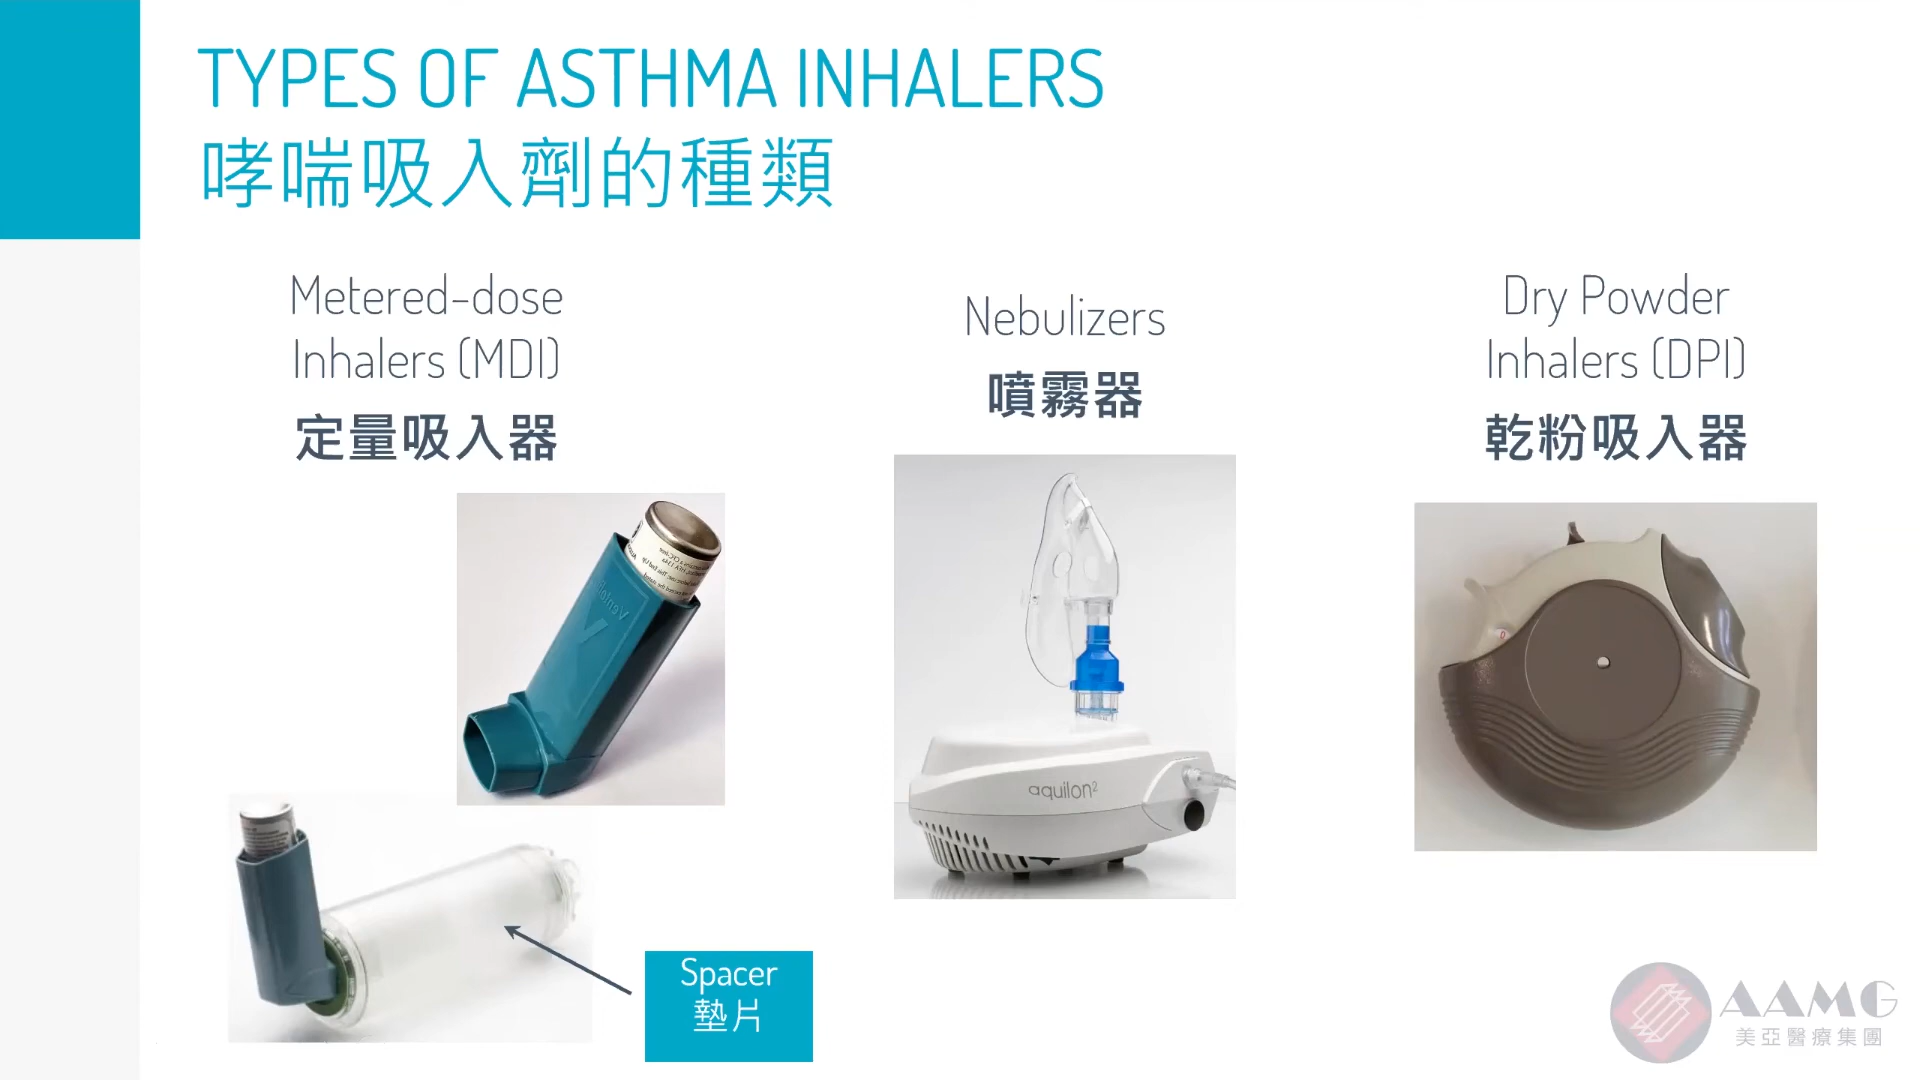 TYPES OF ASTHMA INHALERS
哮喘吸入劑的種類
Metered-dose
Inhalers (MDI)
定量吸入器
Nebulizers
噴霧器
aquilon2
Dry Powder
Inhalers (DPI)
乾粉吸入器
Spacer
墊片
AAMG
美亞醫療集團